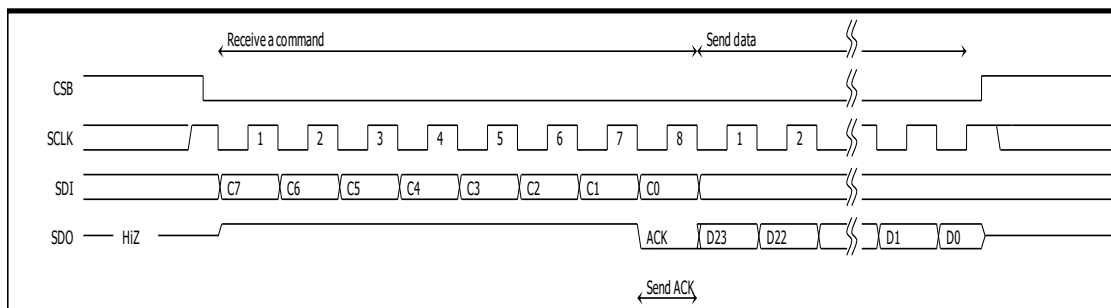 Receive a command Send data
CSB
SCLK 1 2 3 4 5 6 7 8 1 2
SDI C7 C6 C5 C4 C3 C2 C1 C0
SDO HiZ ACK D23 D22 D1 D0
Send ACK